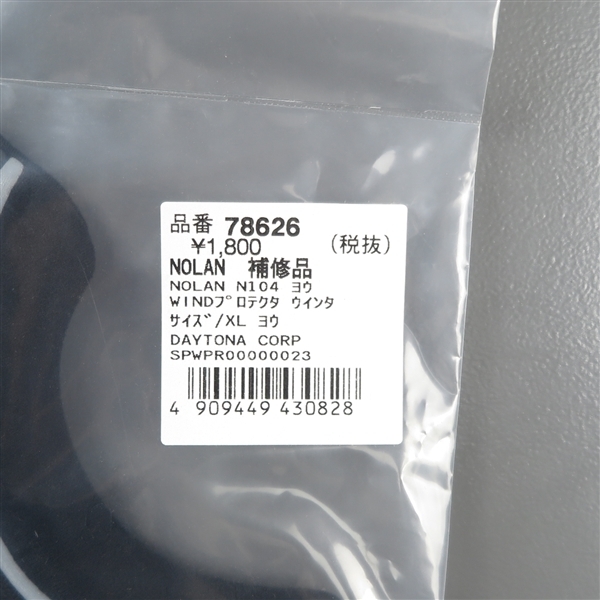 品番 78626
¥1,800 (税抜)
NOLAN 補修品
NOLAN N104 ヨウ
WINDプロテクタ ウインタ
サイズ/XL ヨウ
DAYTONA CORP
SPWPR00000023
4 909449 430828